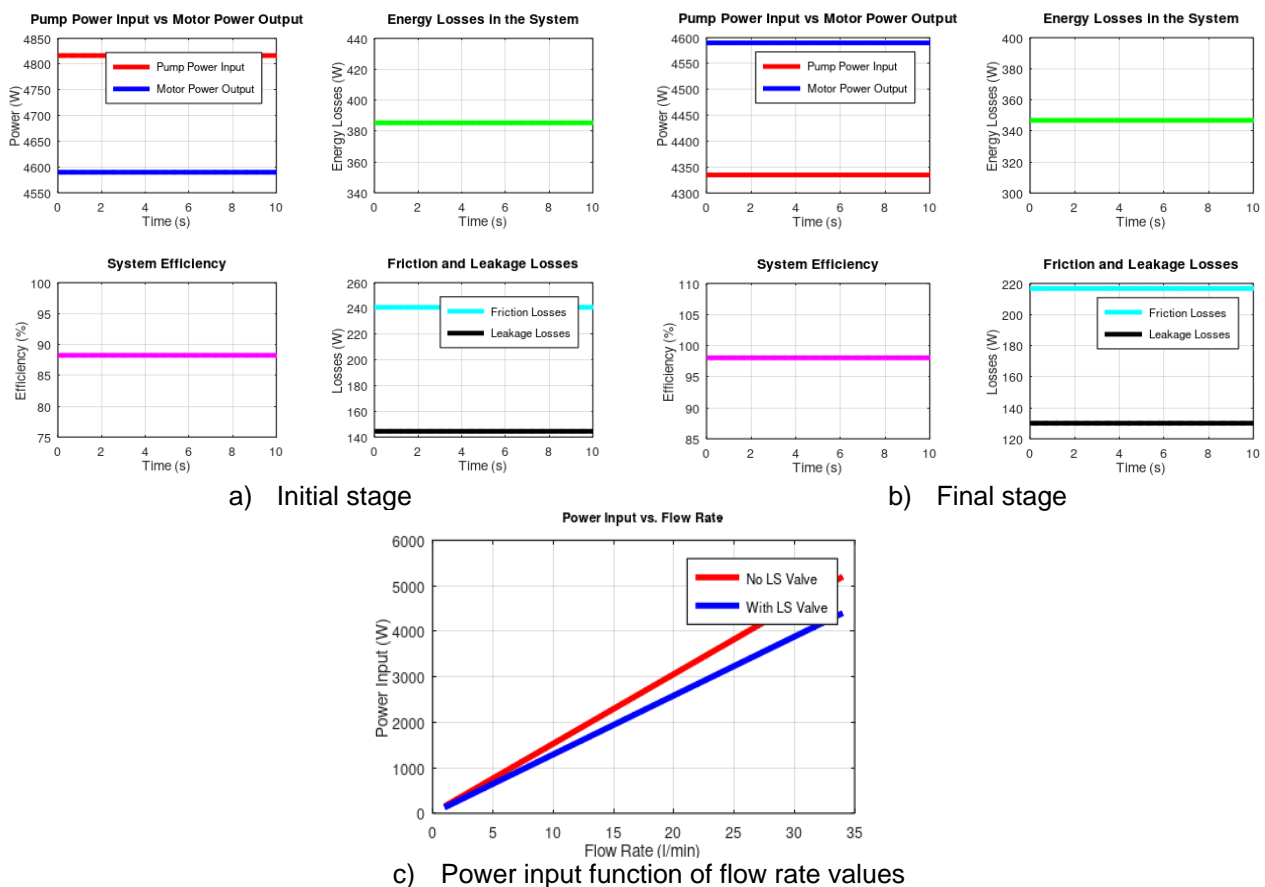 Pump Power Input vs Motor Power Output
4850
4800
4750
4700
4650
4600
4550
Power (W)
Pump Power Input
Motor Power Output
0 2 4 6 8 10
Time (s)
Energy Losses in the System
440
420
400
380
360
340
Energy Losses (W)
0 2 4 6 8 10
Time (s)
System Efficiency
100
95
90
85
80
75
Efficiency (%)
0 2 4 6 8 10
Time (s)
Friction and Leakage Losses
260
240
220
200
180
160
140
Losses (W)
Friction Losses
Leakage Losses
0 2 4 6 8 10
Time (s)
a) Initial stage
Pump Power Input vs Motor Power Output
4600
4550
4500
4450
4400
4350
4300
Power (W)
Pump Power Input
Motor Power Output
0 2 4 6 8 10
Time (s)
Energy Losses in the System
400
380
360
340
320
300
Energy Losses (W)
0 2 4 6 8 10
Time (s)
System Efficiency
110
105
100
95
90
85
Efficiency (%)
0 2 4 6 8 10
Time (s)
Friction and Leakage Losses
220
200
180
160
140
120
Losses (W)
Friction Losses
Leakage Losses
0 2 4 6 8 10
Time (s)
b) Final stage
Power Input vs. Flow Rate
6000
5000
4000
3000
2000
1000
0
Power Input (W)
No LS Valve
With LS Valve
0 5 10 15 20 25 30 35
Flow Rate (l/min)
c) Power input function of flow rate values